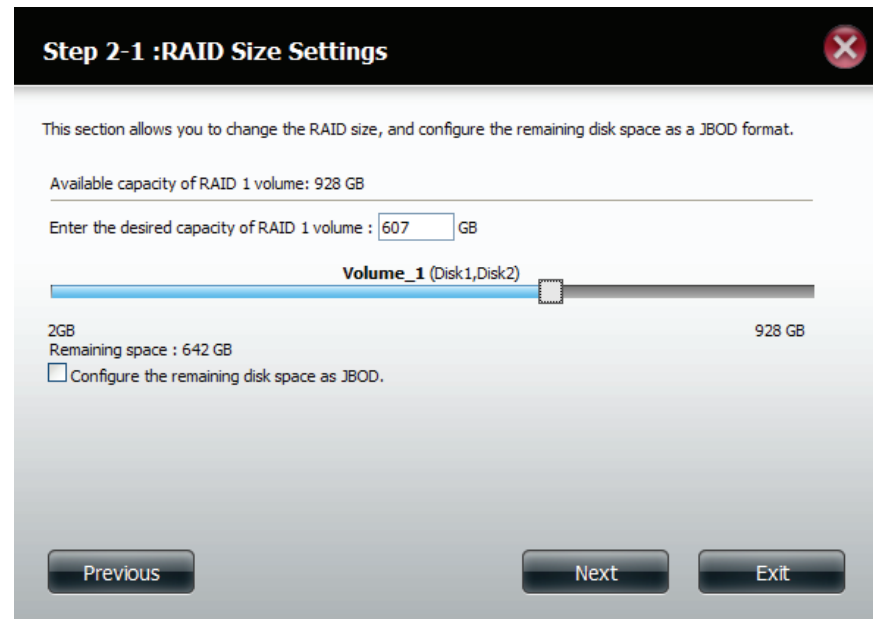 Step 2-1 :RAID Size Settings
This section allows you to change the RAID size, and configure the remaining disk space as a JBOD format.
Available capacity of RAID 1 volume: 928 GB
Enter the desired capacity of RAID 1 volume : 607 GB
Volume_1 (Disk1,Disk2)
2GB 928 GB
Remaining space : 642 GB
Configure the remaining disk space as JBOD.
Previous Next Exit